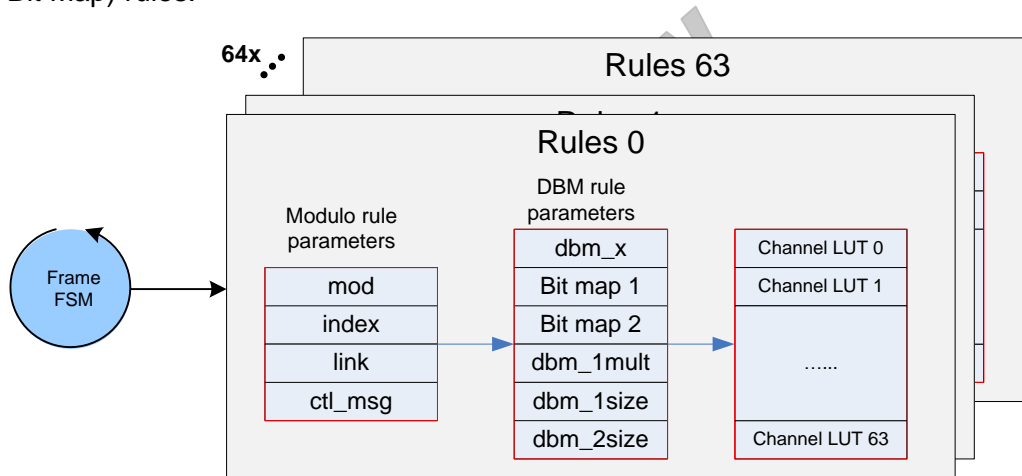 Bit map) rules.
64x
Rules 63
Rules 0
DBM rule
parameters
Modulo rule
parameters
Frame
FSM
mod
index
link
ctl_msg
dbm_x
Bit map 1
Bit map 2
dbm_1mult
dbm_1size
dbm_2size
Channel LUT 0
Channel LUT 1
…...
Channel LUT 63